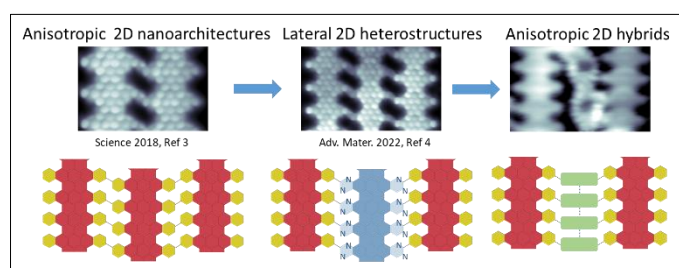 Anisotropic 2D nanoarchitectures
Lateral 2D heterostructures
Anisotropic 2D hybrids
Science 2018, Ref 3
Adv. Mater. 2022, Ref 4
N N
N N
N N
N N
N N
N N
N N
N N